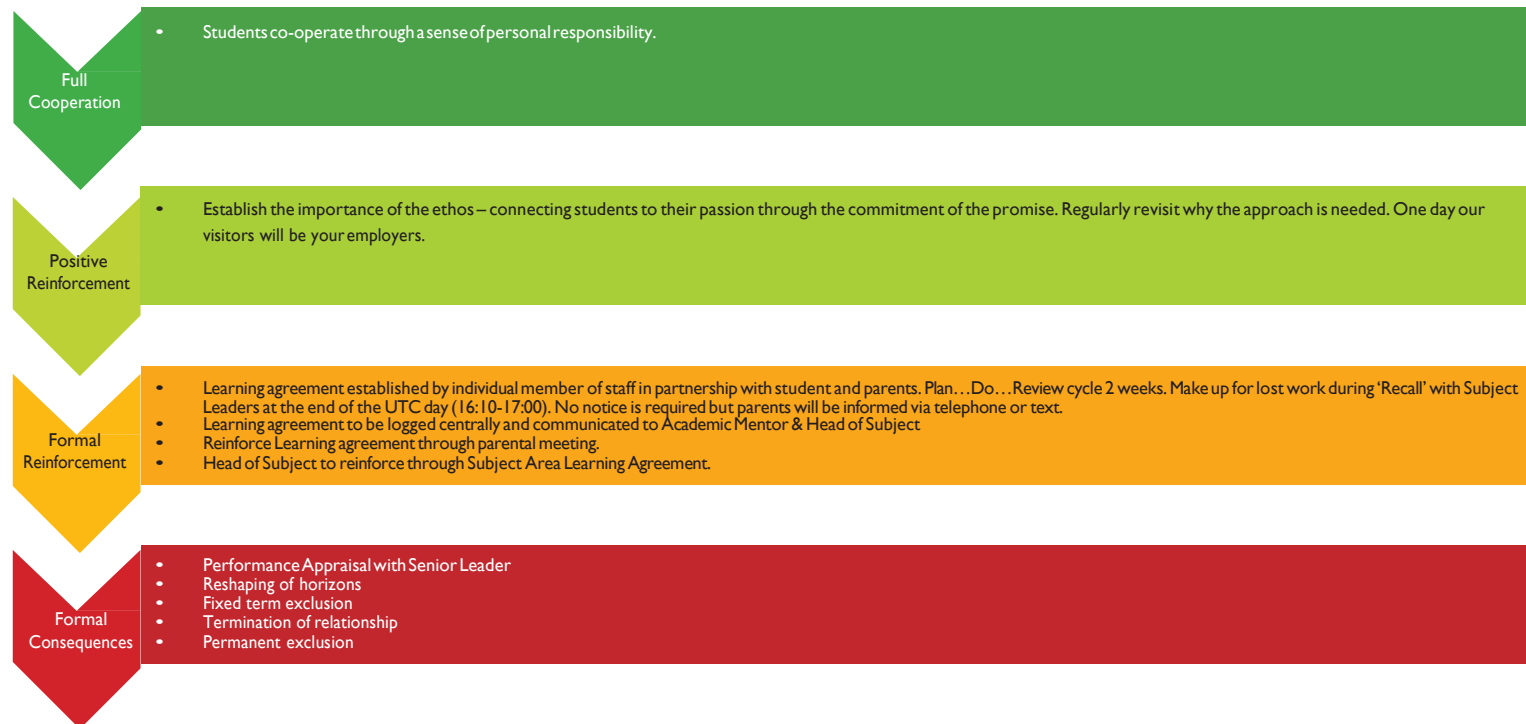 Full
Cooperation
• Students co-operate through a sense of personal responsibility.
Positive
Reinforcement
• Establish the importance of the ethos – connecting students to their passion through the commitment of the promise. Regularly revisit why the approach is needed. One day our
visitors will be your employers.
Formal
Reinforcement
• Learning agreement established by individual member of staff in partnership with student and parents. Plan…Do…Review cycle 2 weeks. Make up for lost work during ‘Recall’ with Subject
Leaders at the end of the UTC day (16:10-17:00). No notice is required but parents will be informed via telephone or text.
• Learning agreement to be logged centrally and communicated to Academic Mentor & Head of Subject
• Reinforce Learning agreement through parental meeting.
• Head of Subject to reinforce through Subject Area Learning Agreement.
Formal
Consequences
• Performance Appraisal with Senior Leader
• Reshaping of horizons
• Fixed term exclusion
• Termination of relationship
• Permanent exclusion